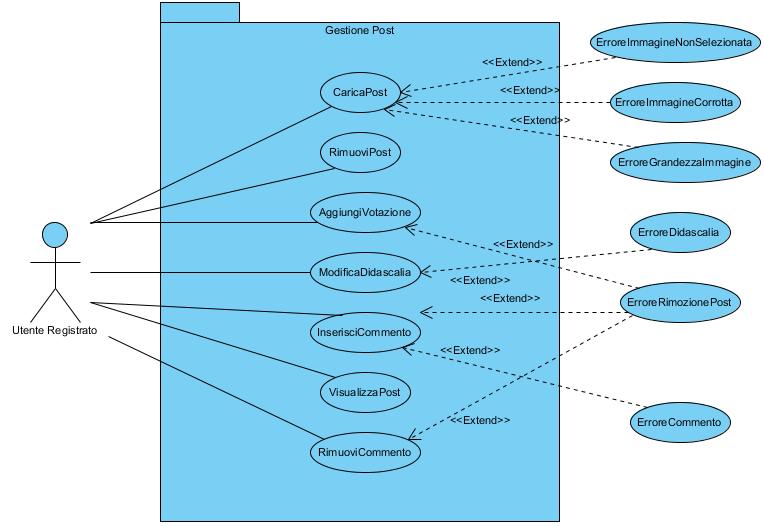 Gestione Post
ErroreImmagineNonSelezionata
<<Extend>>
CaricaPost
<<Extend>>
ErroreImmagineCorrotta
<<Extend>>
RimuoviPost
ErroreGrandezzaImmagine
AggiungiVotazione
ErroreDidascalia
<<Extend>>
ModificaDidascalia
<<Extend>>
<<Extend>>
ErroreRimozionePost
Utente Registrato
InserisciCommento
<<Extend>>
VisualizzaPost
<<Extend>>
ErroreCommento
RimuoviCommento